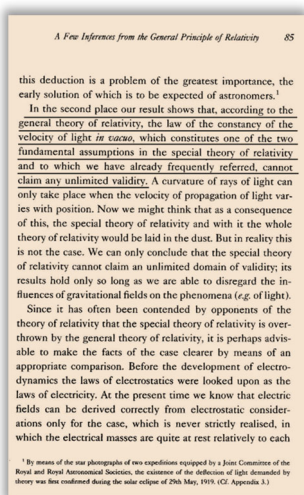 A Few Inferences from the General Principle of Relativity 85
this deduction is a problem of the greatest importance, the
early solution of which is to be expected of astronomers.¹
In the second place our result shows that, according to the
general theory of relativity, the law of the constancy of the
velocity of light in vacuo, which constitutes one of the two
fundamental assumptions in the special theory of relativity
and to which we have already frequently referred, cannot
claim any unlimited validity. A curvature of rays of light can
only take place when the velocity of propagation of light var-
ies with position. Now we might think that as a consequence
of this, the special theory of relativity and with it the whole
theory of relativity would be laid in the dust. But in reality this
is not the case. We can only conclude that the special theory
of relativity cannot claim an unlimited domain of validity; its
results hold only so long as we are able to disregard the in-
fluences of gravitational fields on the phenomena (e.g. of light).
Since it has often been contended by opponents of the
theory of relativity that the special theory of relativity is over-
thrown by the general theory of relativity, it is perhaps advis-
able to make the facts of the case clearer by means of an
appropriate comparison. Before the development of electro-
dynamics the laws of electrostatics were looked upon as the
laws of electricity. At the present time we know that electric
fields can be derived correctly from electrostatic consider-
ations only for the case, which is never strictly realised, in
which the electrical masses are quite at rest relatively to each
¹ By means of the star photographs of two expeditions equipped by a Joint Committee of the
Royal and Royal Astronomical Societies, the existence of the deflection of light demanded by
theory was first confirmed during the solar eclipse of 29th May, 1919. (Cf. Appendix 3.)